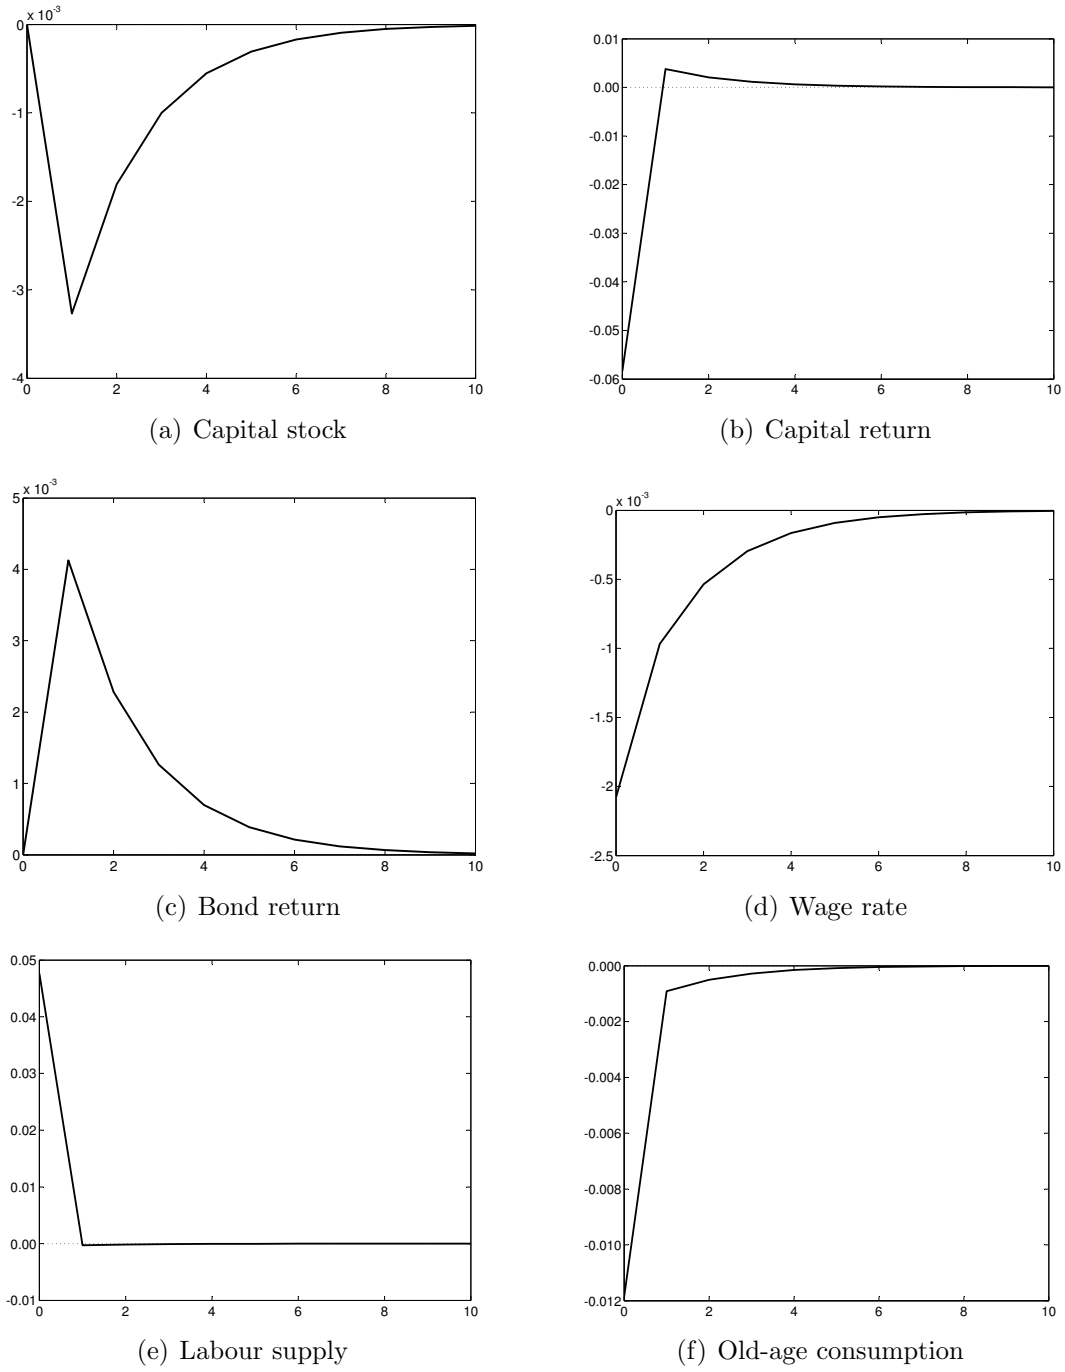 x 10⁻³
0
-1
-2
-3
-4
0 2 4 6 8 10
(a) Capital stock
0.01
0.00
-0.01
-0.02
-0.03
-0.04
-0.05
-0.06
0 2 4 6 8 10
(b) Capital return
x 10⁻³
5
4
3
2
1
0
0 2 4 6 8 10
(c) Bond return
x 10⁻³
0
-0.5
-1
-1.5
-2
-2.5
0 2 4 6 8 10
(d) Wage rate
0.05
0.04
0.03
0.02
0.01
0.00
-0.01
0 2 4 6 8 10
(e) Labour supply
0.000
-0.002
-0.004
-0.006
-0.008
-0.010
-0.012
0 2 4 6 8 10
(f) Old-age consumption